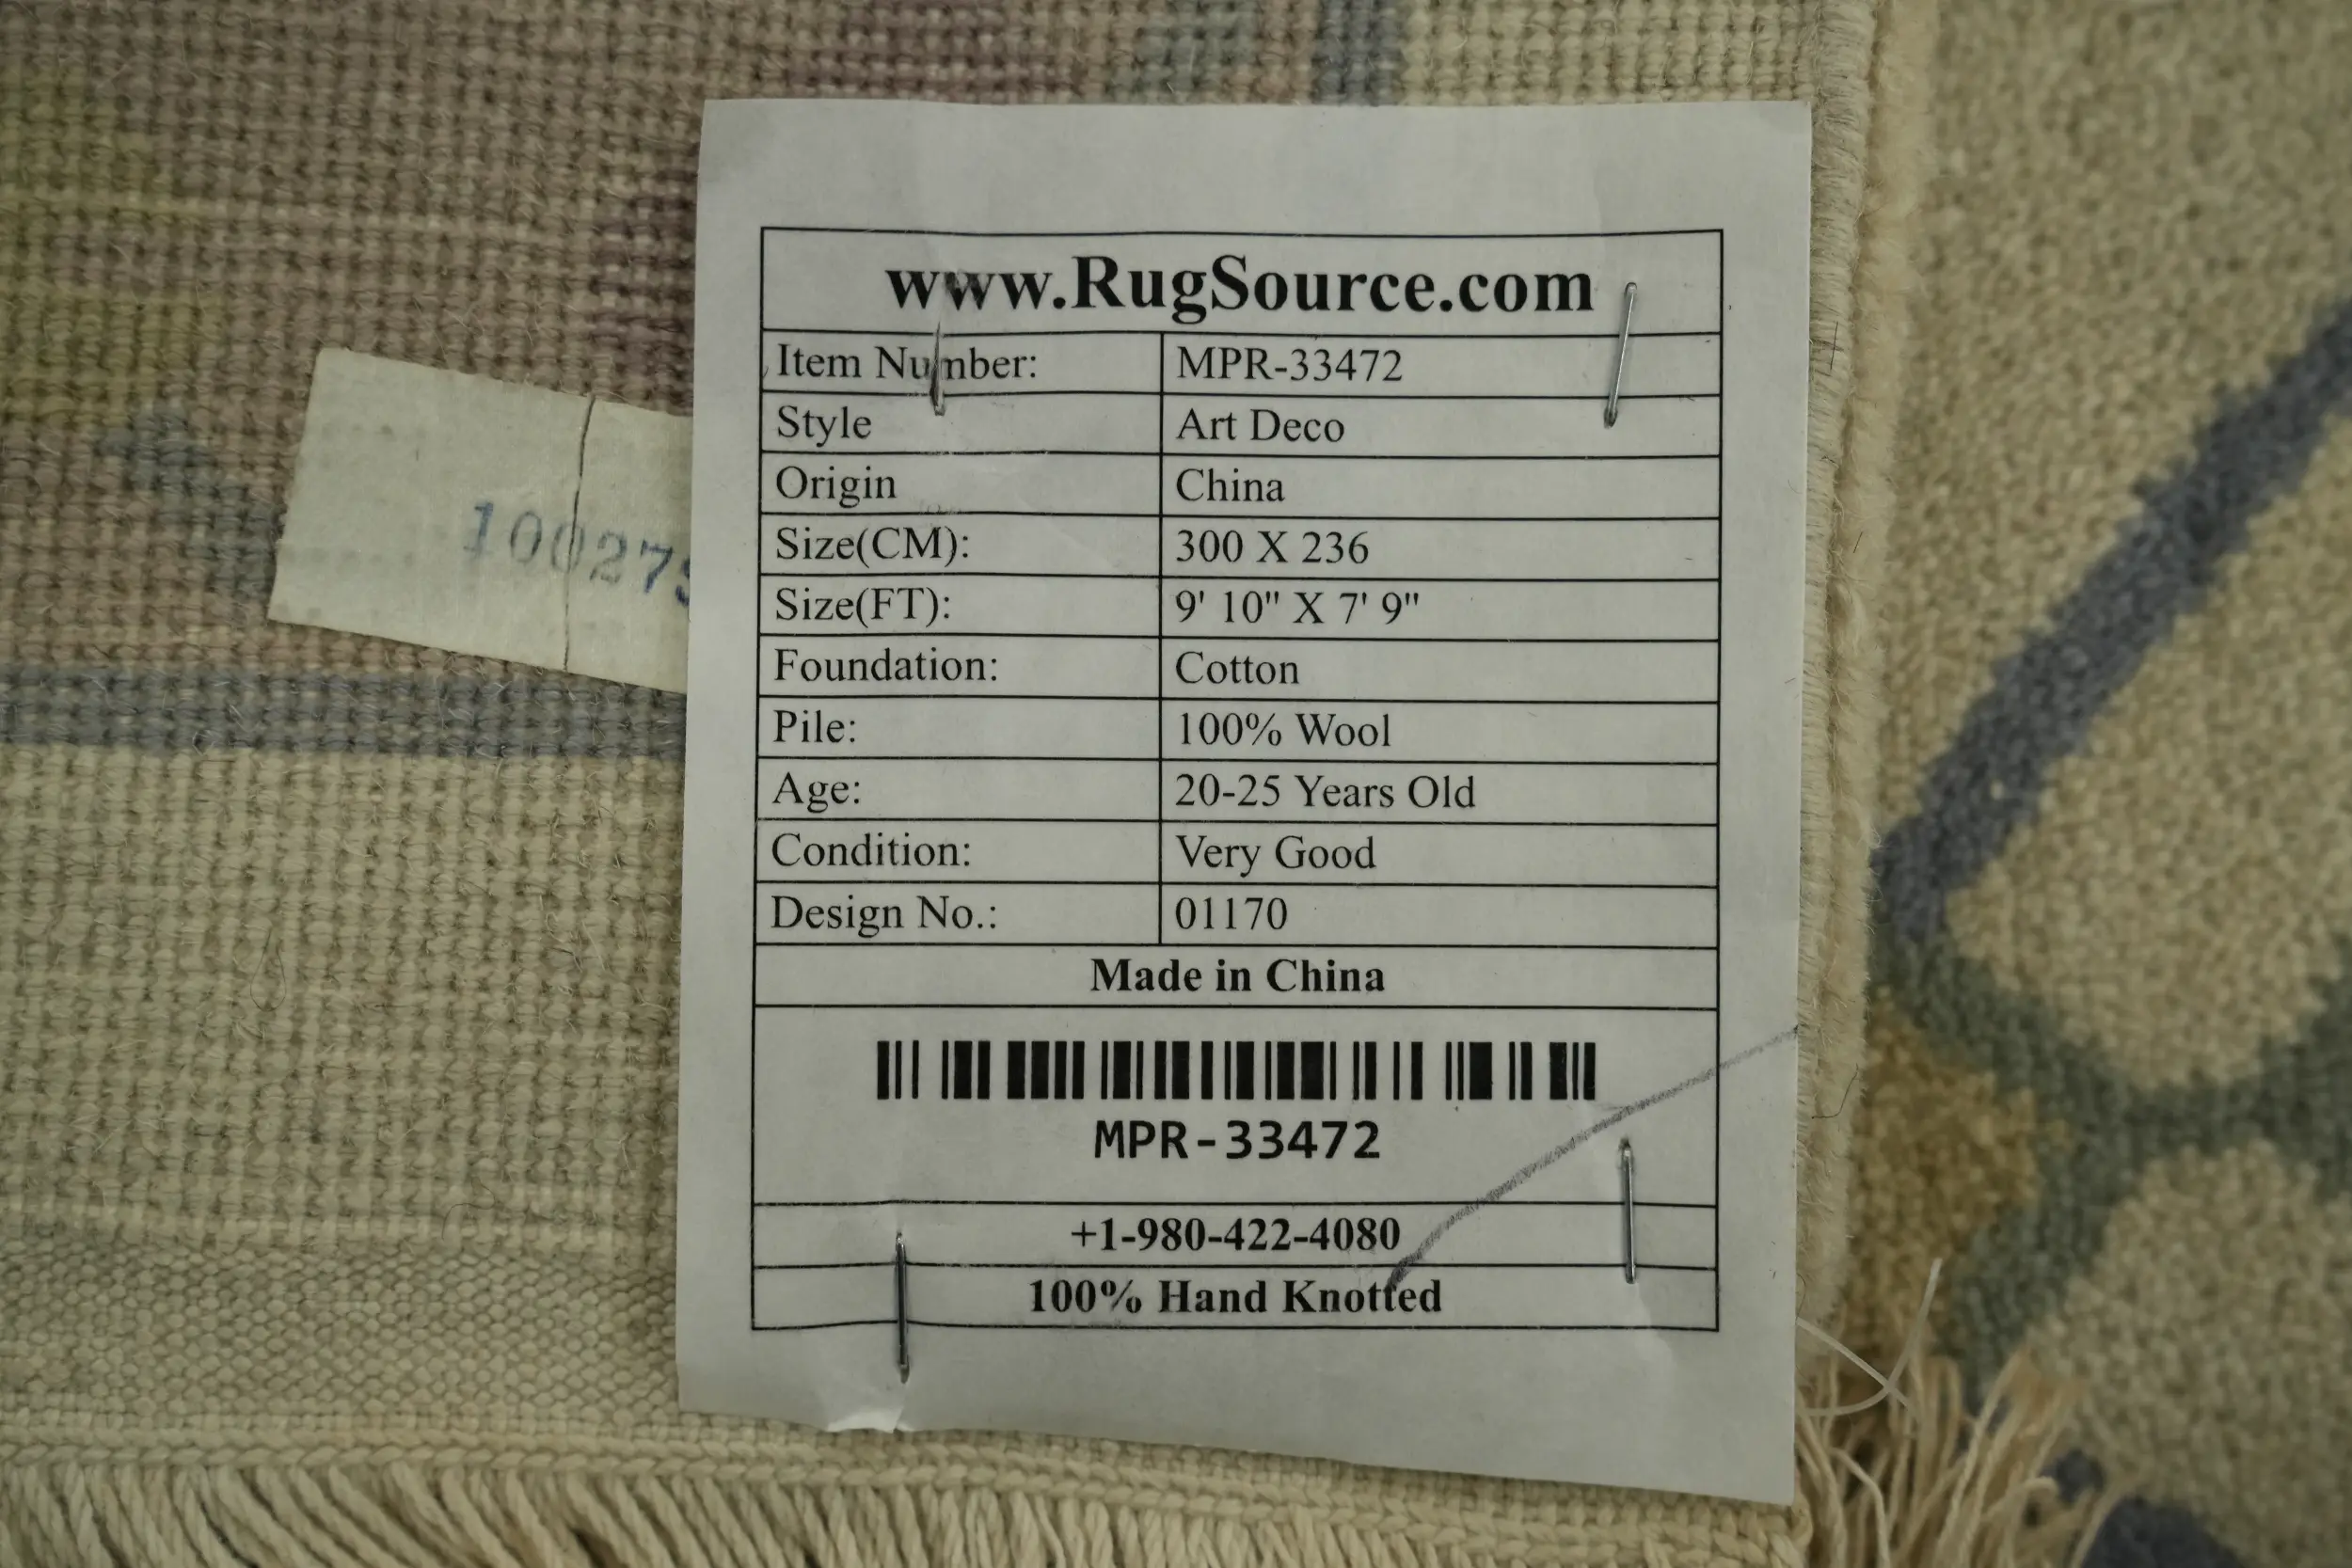 www.RugSource.com
Item Number: MPR-33472
Style Art Deco
Origin China
Size(CM): 300 X 236
Size(FT): 9' 10" X 7' 9"
Foundation: Cotton
Pile: 100% Wool
Age: 20-25 Years Old
Condition: Very Good
Design No.: 01170
Made in China
MPR-33472
+1-980-422-4080
100% Hand Knotted